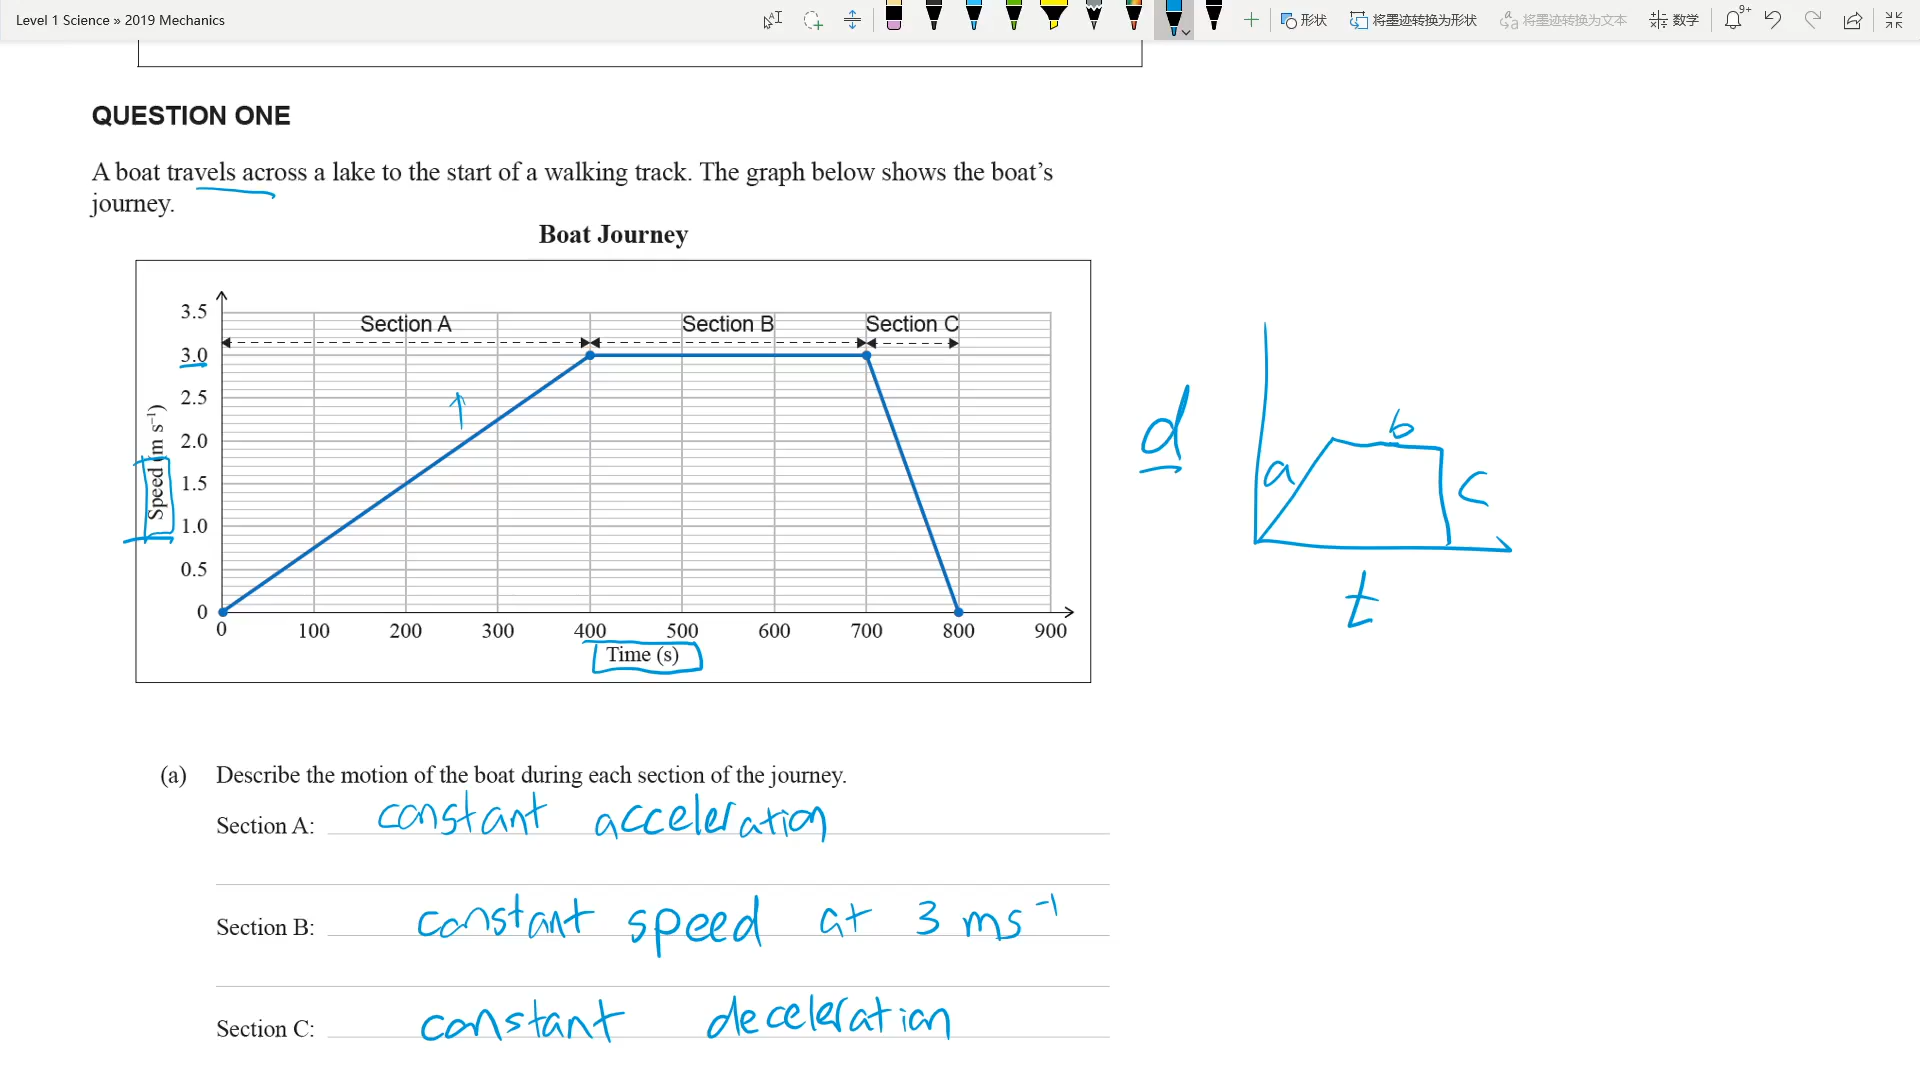 Level 1 Science » 2019 Mechanics
形状 将墨迹转换为形状 将墨迹转换为文本 数学 9+
QUESTION ONE
A boat travels across a lake to the start of a walking track. The graph below shows the boat's
journey.
Boat Journey
Section A Section B Section C
3.5
3.0
2.5
2.0
1.5
1.0
0.5
0
Speed (m s⁻¹)
0 100 200 300 400 500 600 700 800 900
Time (s)
d
a
b
c
t
(a) Describe the motion of the boat during each section of the journey.
Section A: constant acceleration
Section B: constant speed at 3 ms⁻¹
Section C: constant deceleration